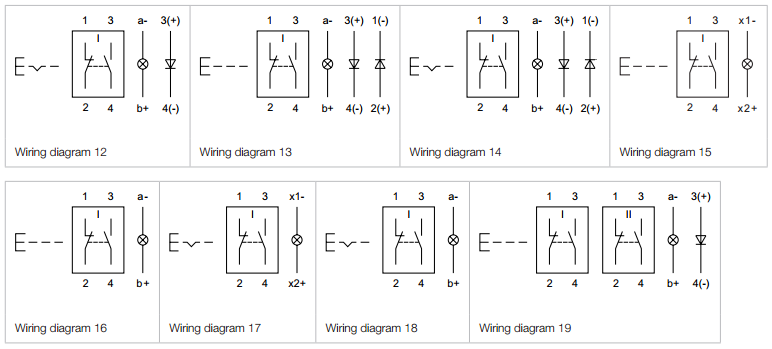 1 3 a- 3(+) 1 3 a- 3(+) 1(-) 1 3 a- 3(+) 1(-) 1 3 x1-
I I I I
2 4 b+ 4(-) 2 4 b+ 4(-) 2(+) 2 4 b+ 4(-) 2(+) 2 4 x2+
Wiring diagram 12 Wiring diagram 13 Wiring diagram 14 Wiring diagram 15
1 3 a- 1 3 x1- 1 3 a- 1 3 1 3 a- 3(+)
I I I I II
2 4 b+ 2 4 x2+ 2 4 b+ 2 4 2 4 b+ 4(-)
Wiring diagram 16 Wiring diagram 17 Wiring diagram 18 Wiring diagram 19